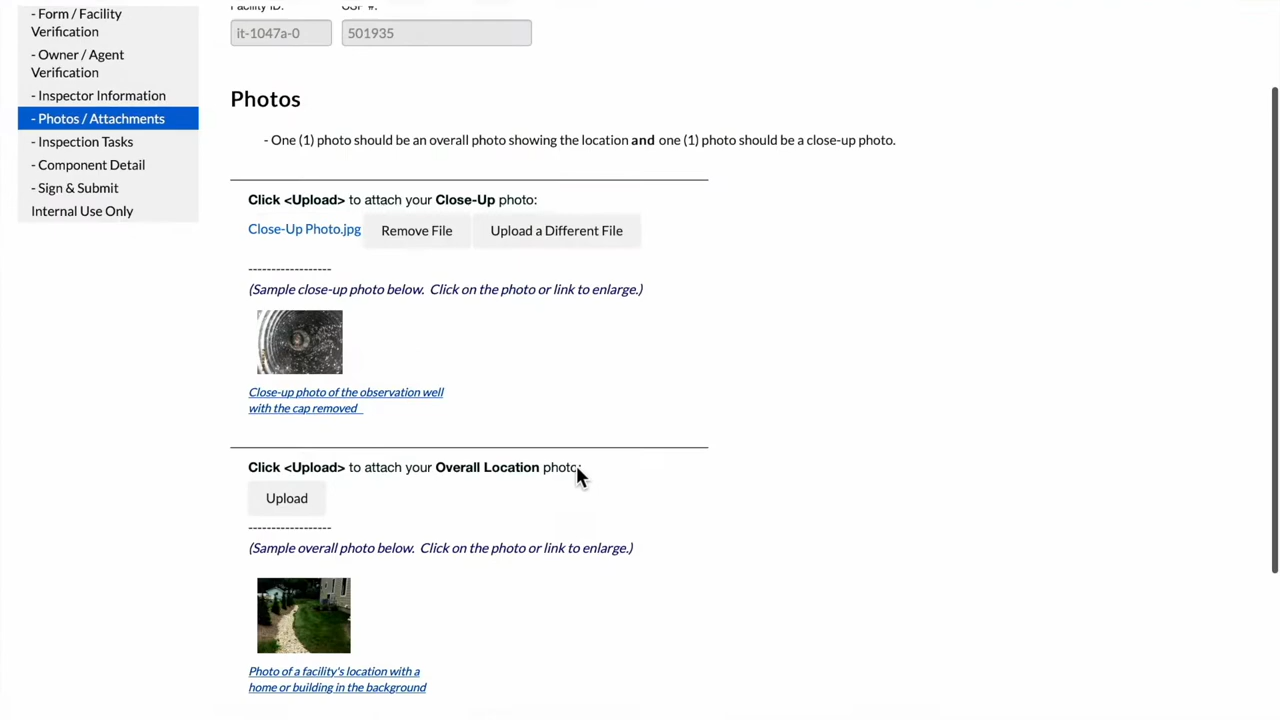 - Form / Facility
Verification
- Owner / Agent
Verification
- Inspector Information
- Photos / Attachments
- Inspection Tasks
- Component Detail
- Sign & Submit
Internal Use Only
Facility ID:
it-1047a-0
501935
Photos
- One (1) photo should be an overall photo showing the location and one (1) photo should be a close-up photo.
Click <Upload> to attach your Close-Up photo:
Close-Up Photo.jpg Remove File Upload a Different File
------------------
(Sample close-up photo below. Click on the photo or link to enlarge.)
Close-up photo of the observation well
with the cap removed
Click <Upload> to attach your Overall Location photo:
Upload
------------------
(Sample overall photo below. Click on the photo or link to enlarge.)
Photo of a facility's location with a
home or building in the background